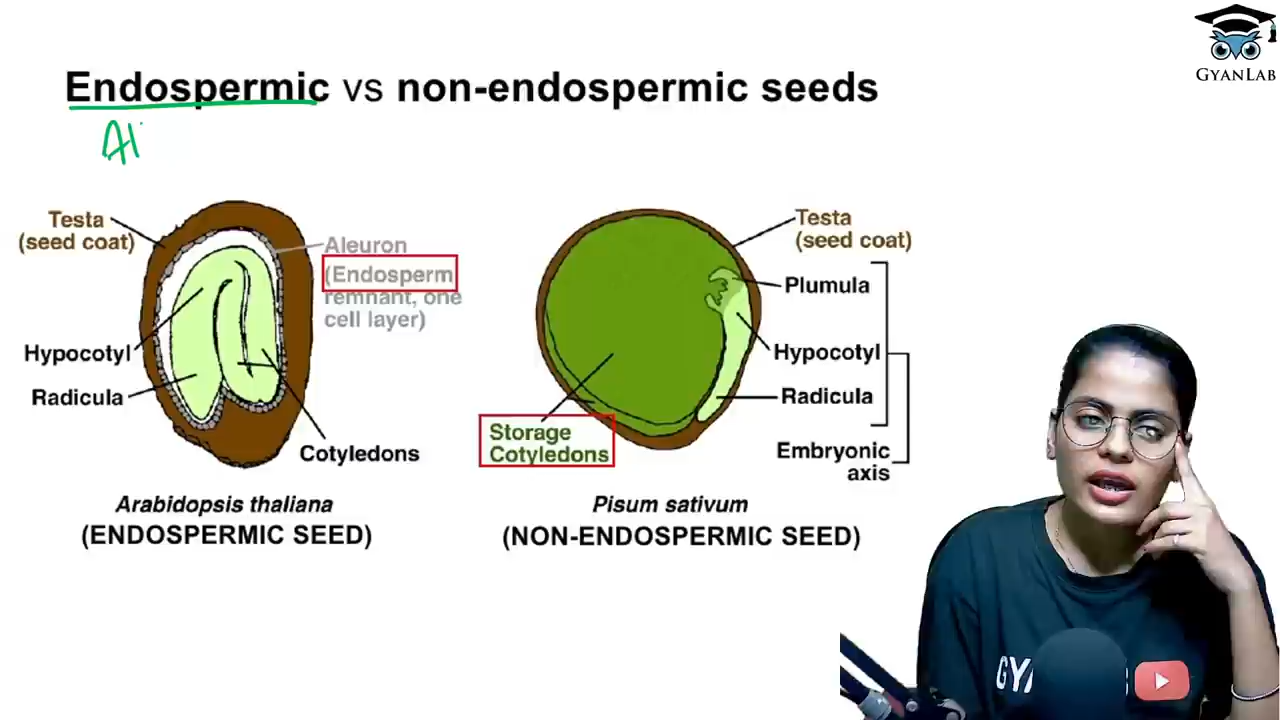 GYANLAB
Endospermic vs non-endospermic seeds
Testa
(seed coat)
Aleuron
(Endosperm
remnant, one
cell layer)
Hypocotyl
Radicula
Cotyledons
Arabidopsis thaliana
(ENDOSPERMIC SEED)
Testa
(seed coat)
Plumula
Hypocotyl
Radicula
Embryonic
axis
Storage
Cotyledons
Pisum sativum
(NON-ENDOSPERMIC SEED)